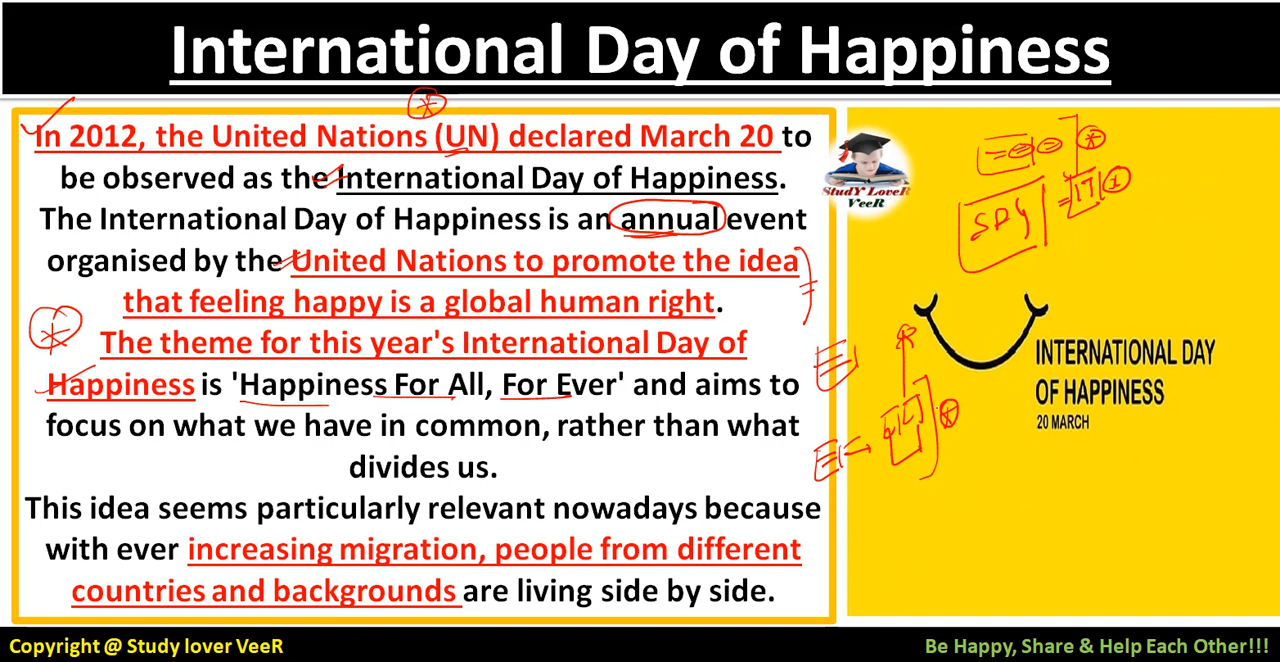 International Day of Happiness
In 2012, the United Nations (UN) declared March 20 to
be observed as the International Day of Happiness.
The International Day of Happiness is an annual event
organised by the United Nations to promote the idea
that feeling happy is a global human right.
The theme for this year's International Day of
Happiness is 'Happiness For All, For Ever' and aims to
focus on what we have in common, rather than what
divides us.
This idea seems particularly relevant nowadays because
with ever increasing migration, people from different
countries and backgrounds are living side by side.
StudY LoveR
VeeR
17
INTERNATIONAL DAY
OF HAPPINESS
20 MARCH
Copyright @ Study lover VeeR
Be Happy, Share & Help Each Other!!!